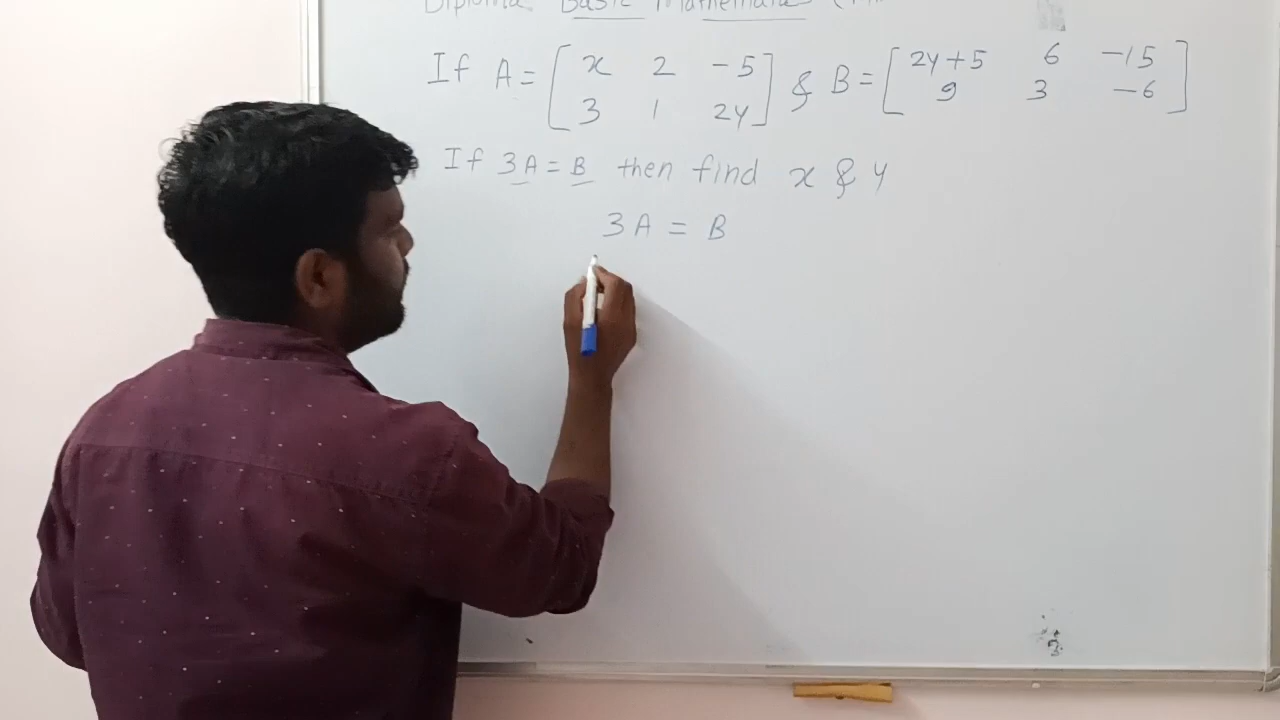 Diploma Basic Mathematics
If A = [ x 2 -5 ] & B = [ 2y+5 6 -15 ]
3 1 2y 9 3 -6
If 3A = B then find x & y
3A = B